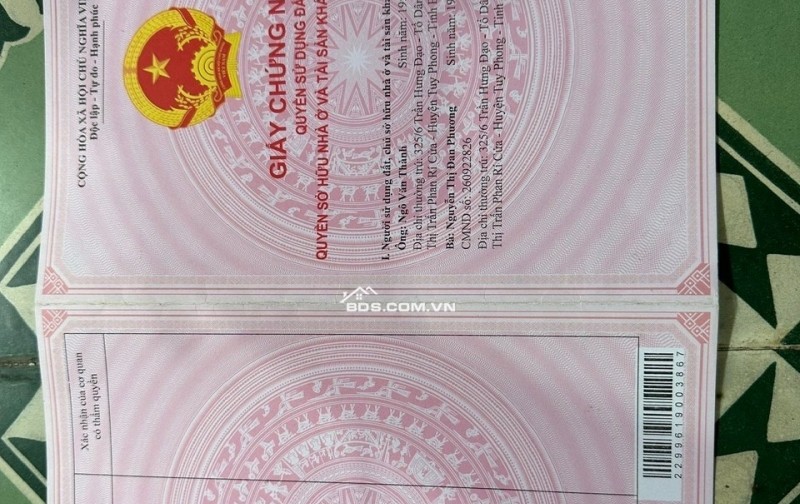 CỘNG HÒA XÃ HỘI CHỦ NGHĨA VI
Độc lập - Tự do - Hạnh phúc
GIẤY CHỨNG N
QUYỀN SỬ DỤNG ĐẤ
QUYỀN SỞ HỮU NHÀ Ở VÀ TÀI SẢN KHÁ
I. Người sử dụng đất, chủ sở hữu nhà ở và tài sản khá
Ông: Ngô Văn Thành Sinh năm: 19
Địa chỉ thường trú: 325/6 Trần Hưng Đạo - Tổ Dân
Thị Trấn Phan Rí Cửa - Huyện Tuy Phong - Tỉnh B
Bà: Nguyễn Thị Đan Phương Sinh năm: 19
CMND số: 260922826
Địa chỉ thường trú: 325/6 Trần Hưng Đạo - Tổ Dâ
Thị Trấn Phan Rí Cửa - Huyện Tuy Phong - Tỉnh
BDS.COM.VN
Xác nhận của cơ quan
có thẩm quyền
2299619003867